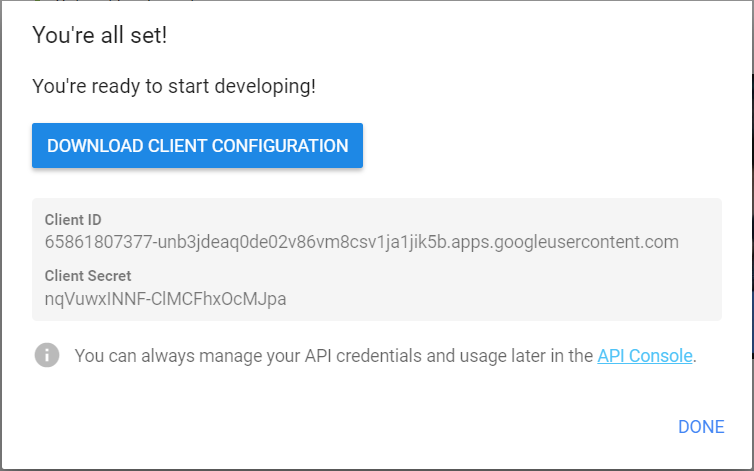 You're all set!
You're ready to start developing!
DOWNLOAD CLIENT CONFIGURATION
Client ID
65861807377-unb3jdeaq0de02v86vm8csv1ja1jik5b.apps.googleusercontent.com
Client Secret
nqVuwxINNF-ClMCFhxOcMJpa
You can always manage your API credentials and usage later in the API Console.
DONE